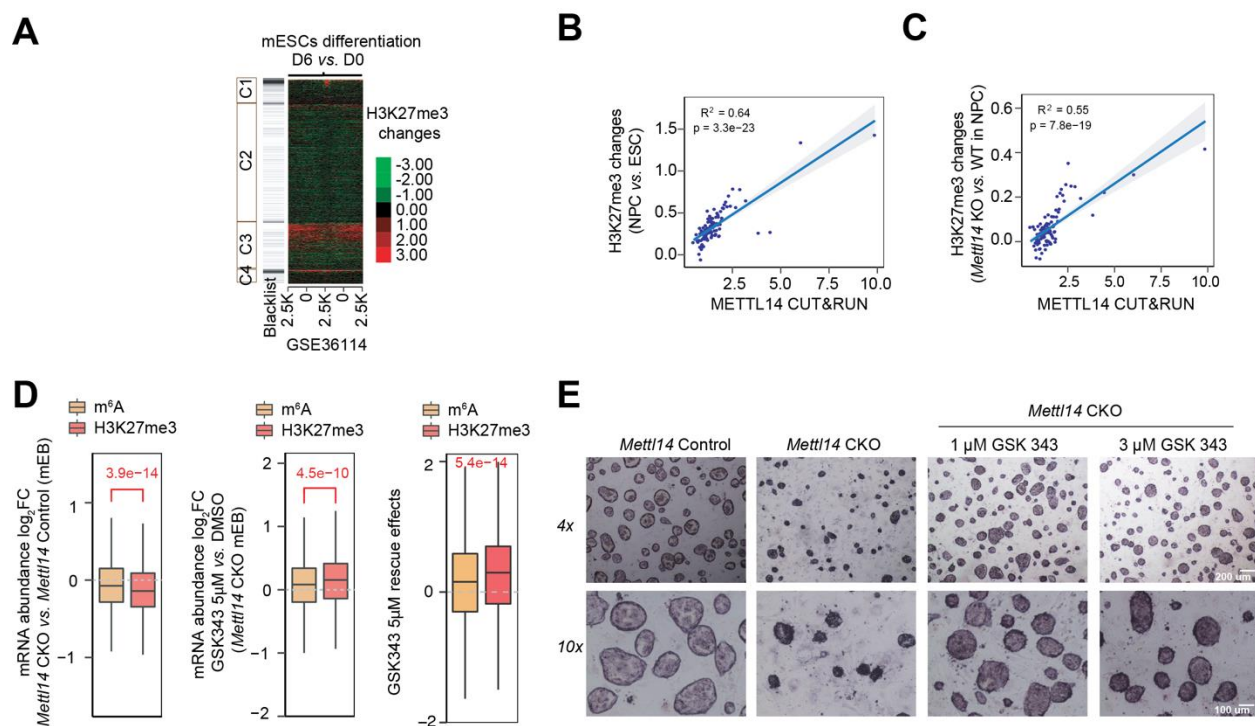 A
mESCs differentiation
D6 vs. D0
C1
C2
C3
C4
Blacklist
H3K27me3
changes
-3.00
-2.00
-1.00
0.00
1.00
2.00
3.00
2.5K
0
2.5K
0
2.5K
GSE36114
B
H3K27me3 changes
(NPC vs. ESC)
R² = 0.64
p = 3.3e−23
1.5
1.0
0.5
0.0
2.5
5.0
7.5
10.0
METTL14 CUT&RUN
C
H3K27me3 changes
(Mettl14 KO vs. WT in NPC)
R² = 0.55
p = 7.8e−19
0.6
0.4
0.2
0.0
2.5
5.0
7.5
10.0
METTL14 CUT&RUN
D
m⁶A
H3K27me3
3.9e−14
mRNA abundance log₂FC
Mettl14 CKO vs. Mettl14 Control (mEB)
1
0
−1
m⁶A
H3K27me3
4.5e−10
mRNA abundance log₂FC
GSK343 5µM vs. DMSO
(Mettl14 CKO mEB)
2
1
0
−1
−2
m⁶A
H3K27me3
5.4e−14
GSK343 5µM rescue effects
2
0
−2
E
Mettl14 CKO
Mettl14 Control
Mettl14 CKO
1 µM GSK 343
3 µM GSK 343
4x
200 um
10x
100 um